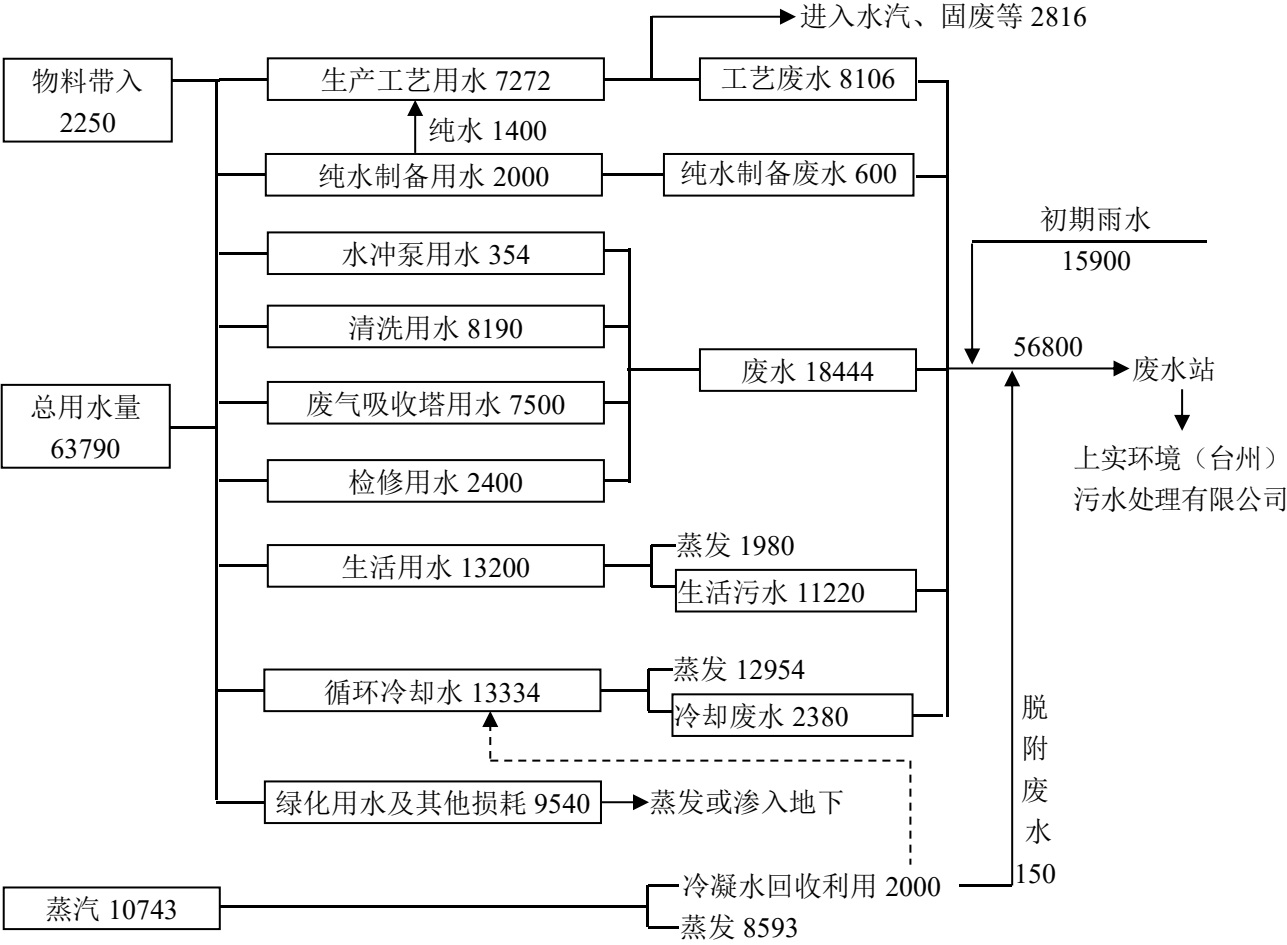 进入水汽、固废等 2816
物料带入
2250
生产工艺用水 7272
工艺废水 8106
纯水 1400
纯水制备用水 2000
纯水制备废水 600
初期雨水
15900
水冲泵用水 354
清洗用水 8190
废水 18444
56800
废水站
废气吸收塔用水 7500
总用水量
63790
检修用水 2400
上实环境（台州）
污水处理有限公司
生活用水 13200
蒸发 1980
生活污水 11220
循环冷却水 13334
蒸发 12954
冷却废水 2380
脱
附
废
水
150
绿化用水及其他损耗 9540
蒸发或渗入地下
蒸汽 10743
冷凝水回收利用 2000
蒸发 8593